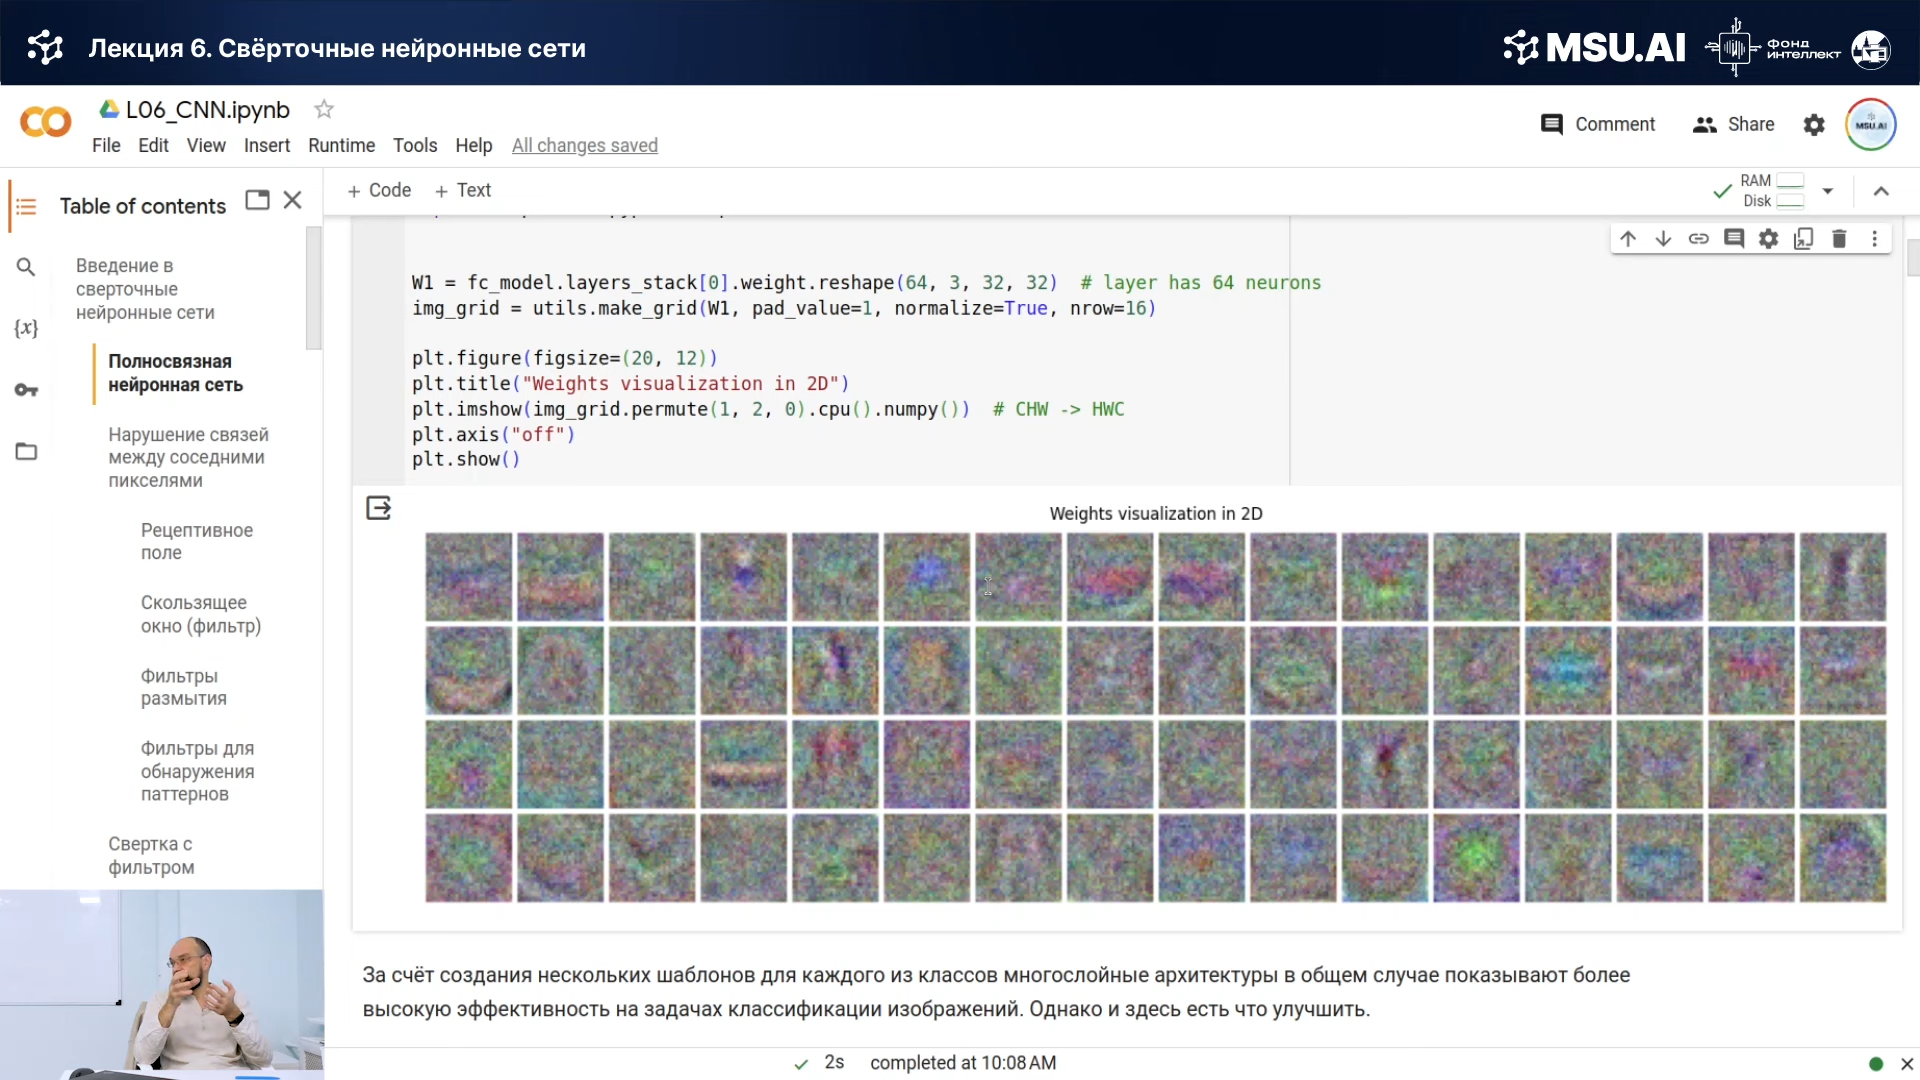 Лекция 6. Свёрточные нейронные сети
MSU.AI
ФОНД
ИНТЕЛЛЕКТ
L06_CNN.ipynb
File Edit View Insert Runtime Tools Help All changes saved
Comment
Share
MSU.AI
Table of contents
+ Code + Text
RAM
Disk
Введение в
сверточные
нейронные сети
{x}
Полносвязная
нейронная сеть
Нарушение связей
между соседними
пикселями
Рецептивное
поле
Скользящее
окно (фильтр)
Фильтры
размытия
Фильтры для
обнаружения
паттернов
Свертка с
фильтром
W1 = fc_model.layers_stack[0].weight.reshape(64, 3, 32, 32)  # layer has 64 neurons
img_grid = utils.make_grid(W1, pad_value=1, normalize=True, nrow=16)
plt.figure(figsize=(20, 12))
plt.title("Weights visualization in 2D")
plt.imshow(img_grid.permute(1, 2, 0).cpu().numpy())  # CHW -> HWC
plt.axis("off")
plt.show()
Weights visualization in 2D
За счёт создания нескольких шаблонов для каждого из классов многослойные архитектуры в общем случае показывают более
высокую эффективность на задачах классификации изображений. Однако и здесь есть что улучшить.
2s completed at 10:08 AM